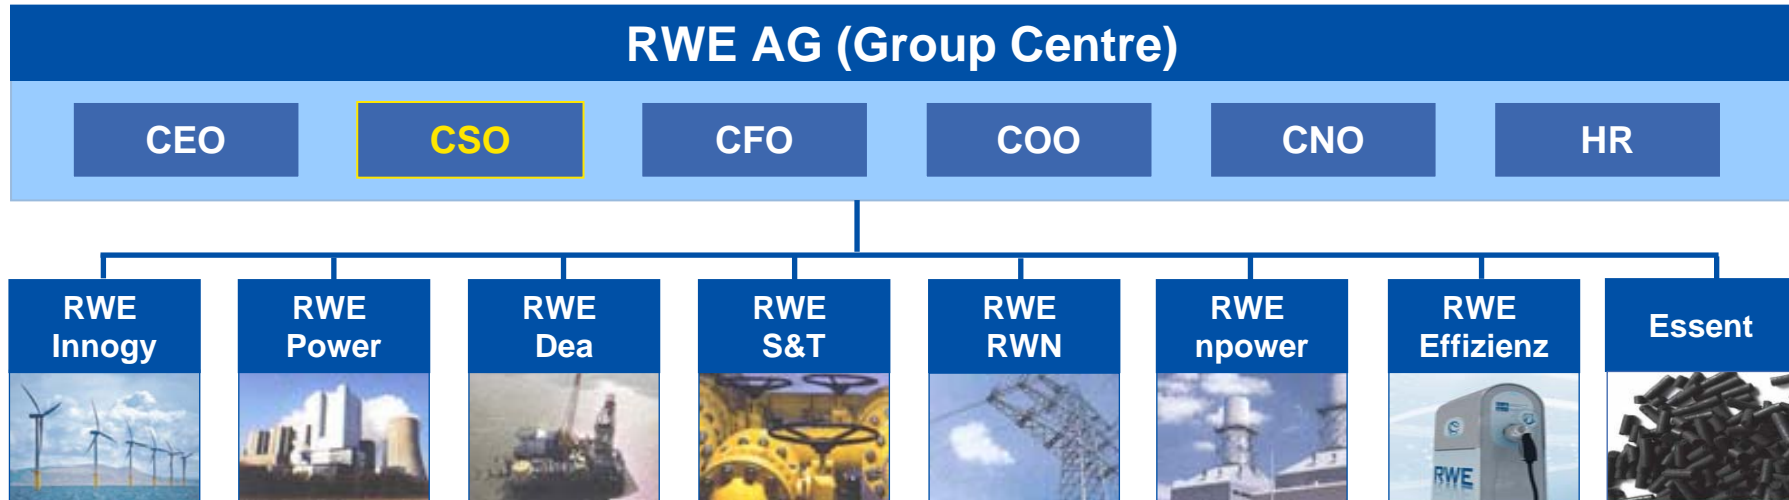 RWE AG (Group Centre)
CEO
CSO
CFO
COO
CNO
HR
RWE
Innogy
RWE
Power
RWE
Dea
RWE
S&T
RWE
RWN
RWE
npower
RWE
Effizienz
Essent
RWE